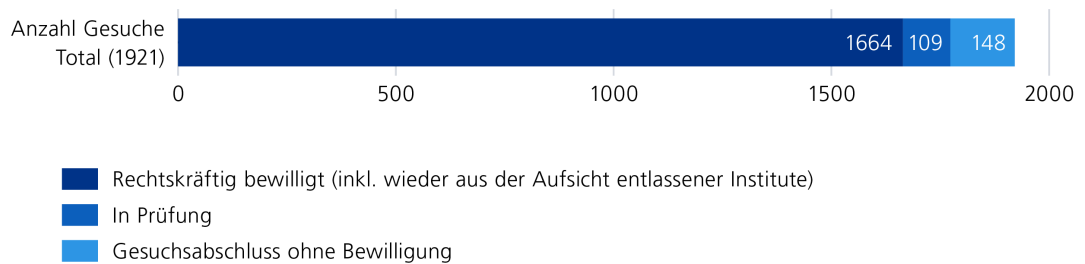 Anzahl Gesuche
Total (1921)
1664 109 148
0 500 1000 1500 2000
Rechtskräftig bewilligt (inkl. wieder aus der Aufsicht entlassener Institute)
In Prüfung
Gesuchsabschluss ohne Bewilligung